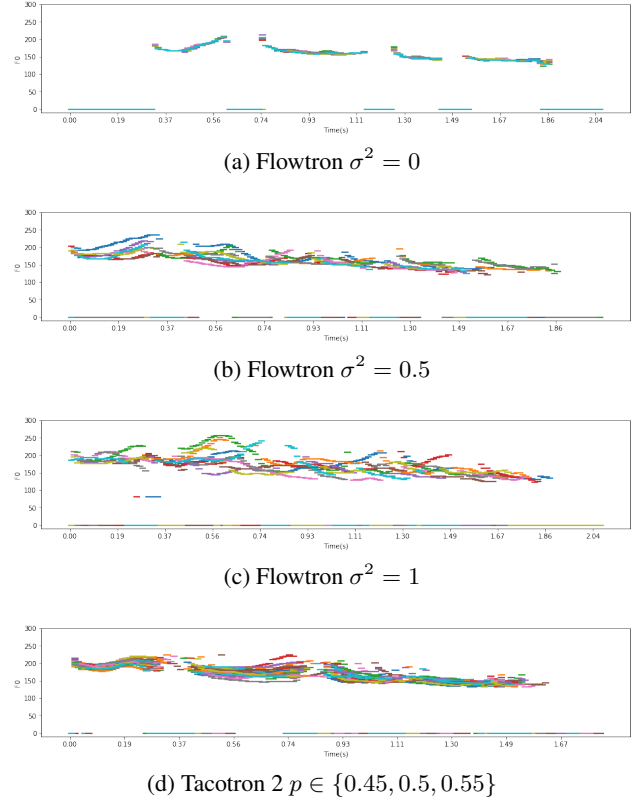 300
250
200
150
100
50
0
F0
0.00 0.19 0.37 0.56 0.74 0.93 1.11 1.30 1.49 1.67 1.86 2.04
Time(s)
(a) Flowtron σ² = 0
300
250
200
150
100
50
0
F0
0.00 0.19 0.37 0.56 0.74 0.93 1.11 1.30 1.49 1.67 1.86
Time(s)
(b) Flowtron σ² = 0.5
300
250
200
150
100
50
0
F0
0.00 0.19 0.37 0.56 0.74 0.93 1.11 1.30 1.49 1.67 1.86 2.04
Time(s)
(c) Flowtron σ² = 1
300
250
200
150
100
50
0
F0
0.00 0.19 0.37 0.56 0.74 0.93 1.11 1.30 1.49 1.67
Time(s)
(d) Tacotron 2 p ∈ {0.45, 0.5, 0.55}